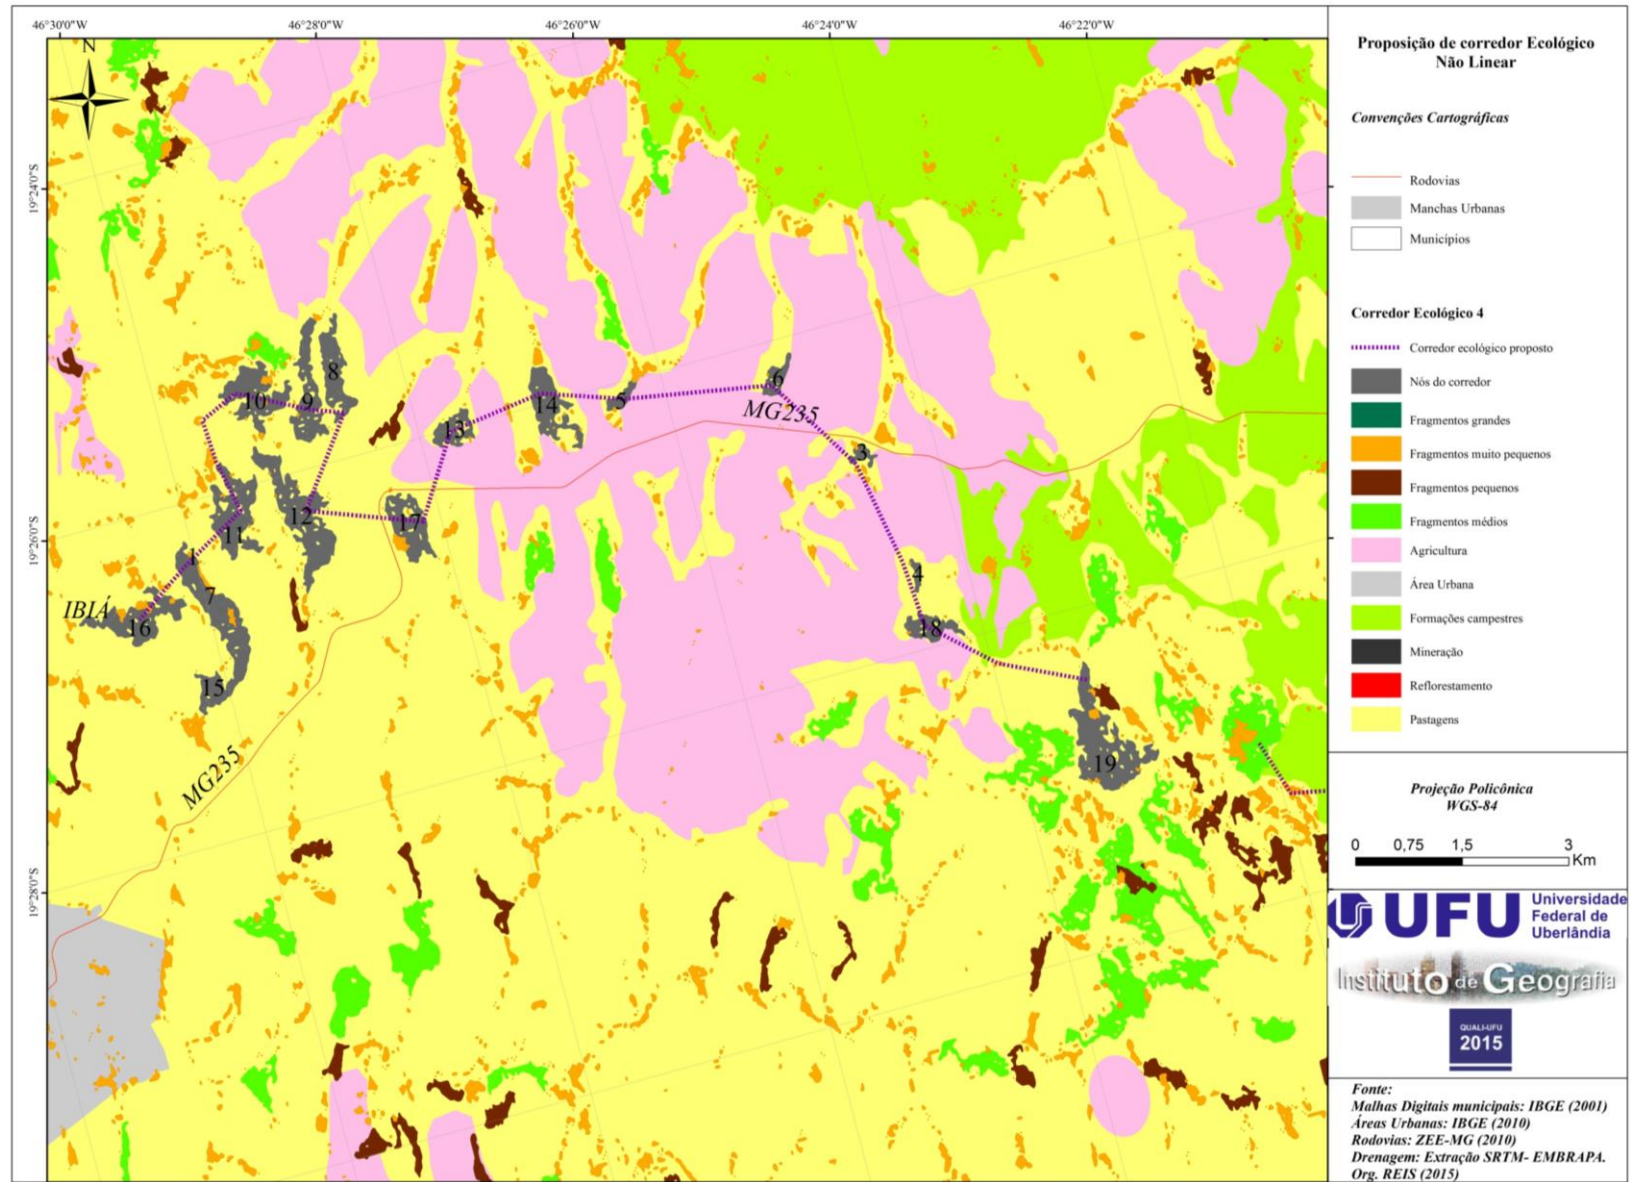 46°30'0"W
46°28'0"W
46°26'0"W
46°24'0"W
46°22'0"W
N
19°24'0"S
19°26'0"S
19°28'0"S
8
10
9
6
14
5
13
MG235
3
12
17
11
1
4
7
IBIÁ
16
18
15
19
MG235
Proposição de corredor Ecológico
Não Linear
Convenções Cartográficas
Rodovias
Manchas Urbanas
Municípios
Corredor Ecológico 4
Corredor ecológico proposto
Nós do corredor
Fragmentos grandes
Fragmentos muito pequenos
Fragmentos pequenos
Fragmentos médios
Agricultura
Área Urbana
Formações campestres
Mineração
Reflorestamento
Pastagens
Projeção Policônica
WGS-84
0 0,75 1,5 3
Km
UFU Universidade
Federal de
Uberlândia
Instituto de Geografia
QUALI-UFU
2015
Fonte:
Malhas Digitais municipais: IBGE (2001)
Áreas Urbanas: IBGE (2010)
Rodovias: ZEE-MG (2010)
Drenagem: Extração SRTM- EMBRAPA.
Org. REIS (2015)